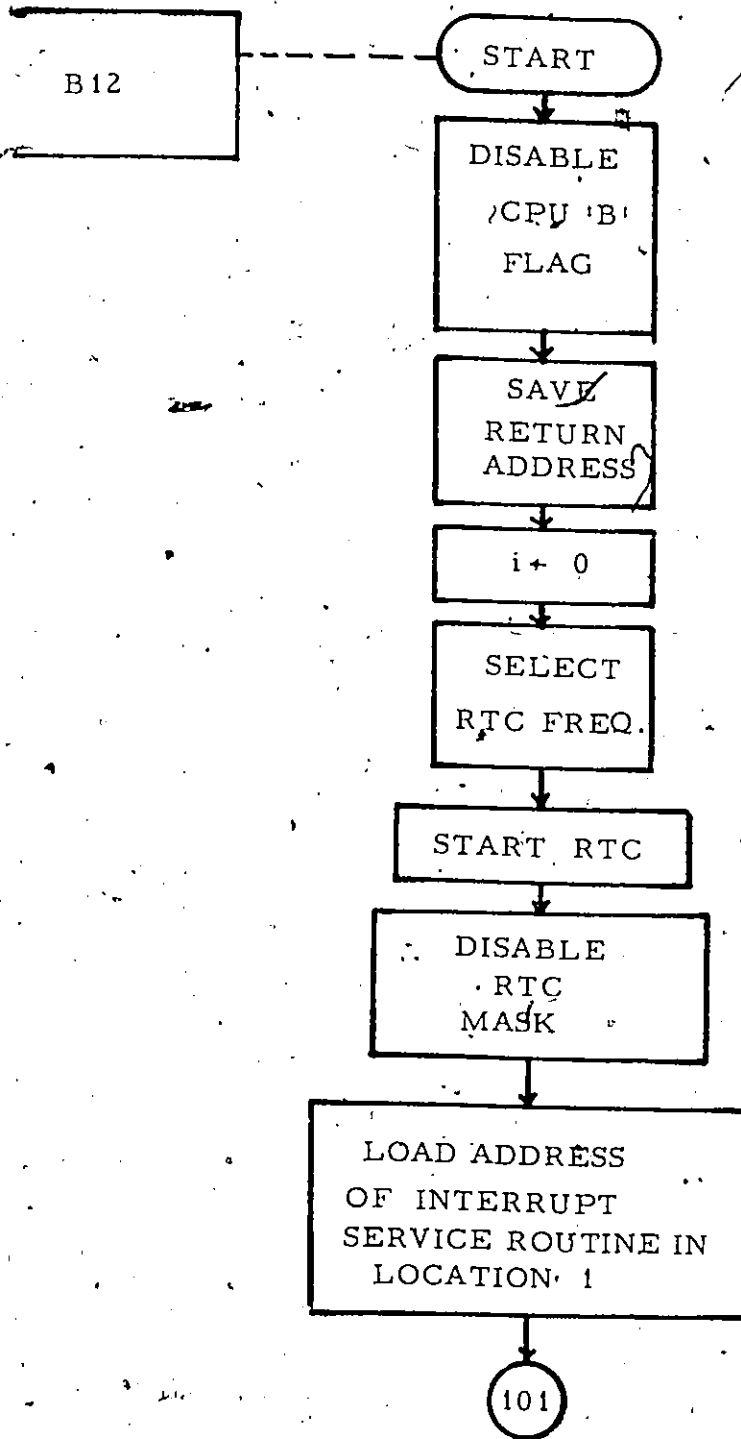 B12
START
DISABLE
CPU 'B'
FLAG
SAVE
RETURN
ADDRESS
i ← 0
SELECT
RTC FREQ.
START RTC
DISABLE
RTC
MASK
LOAD ADDRESS
OF INTERRUPT
SERVICE ROUTINE IN
LOCATION 1
101